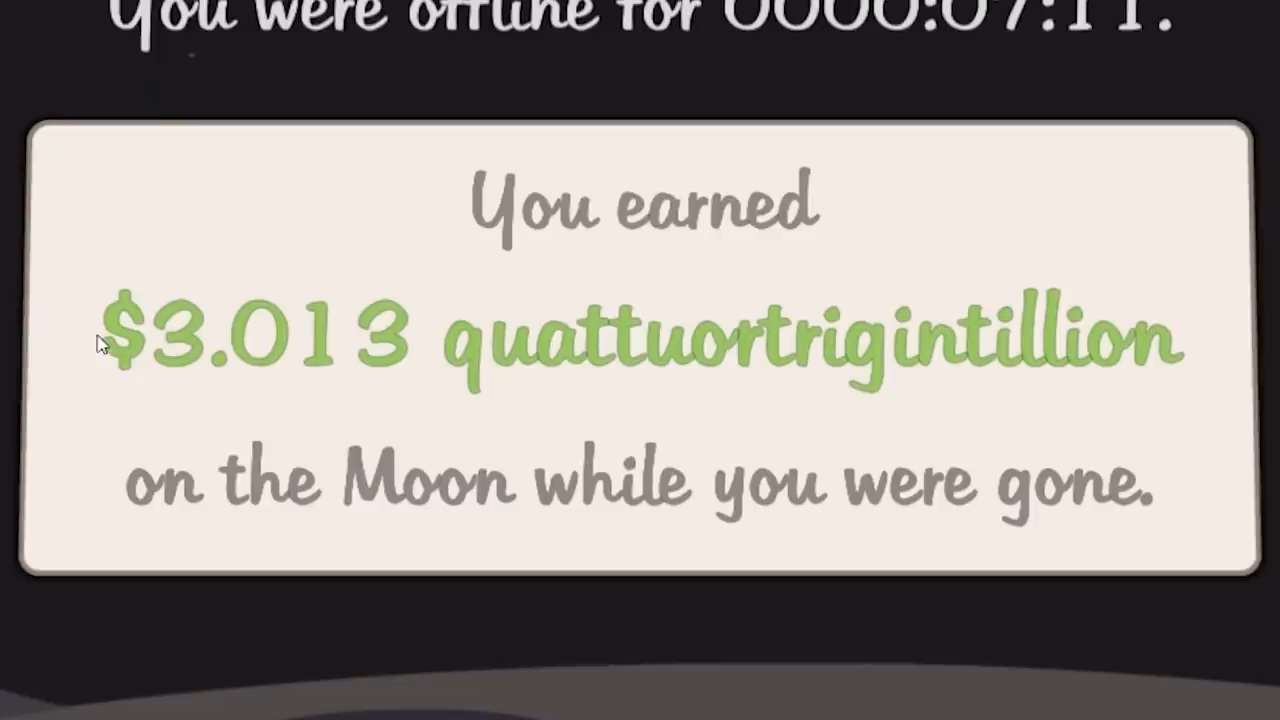 You were offline for 0000:07:11.
You earned
$3.013 quattuortrigintillion
on the Moon while you were gone.